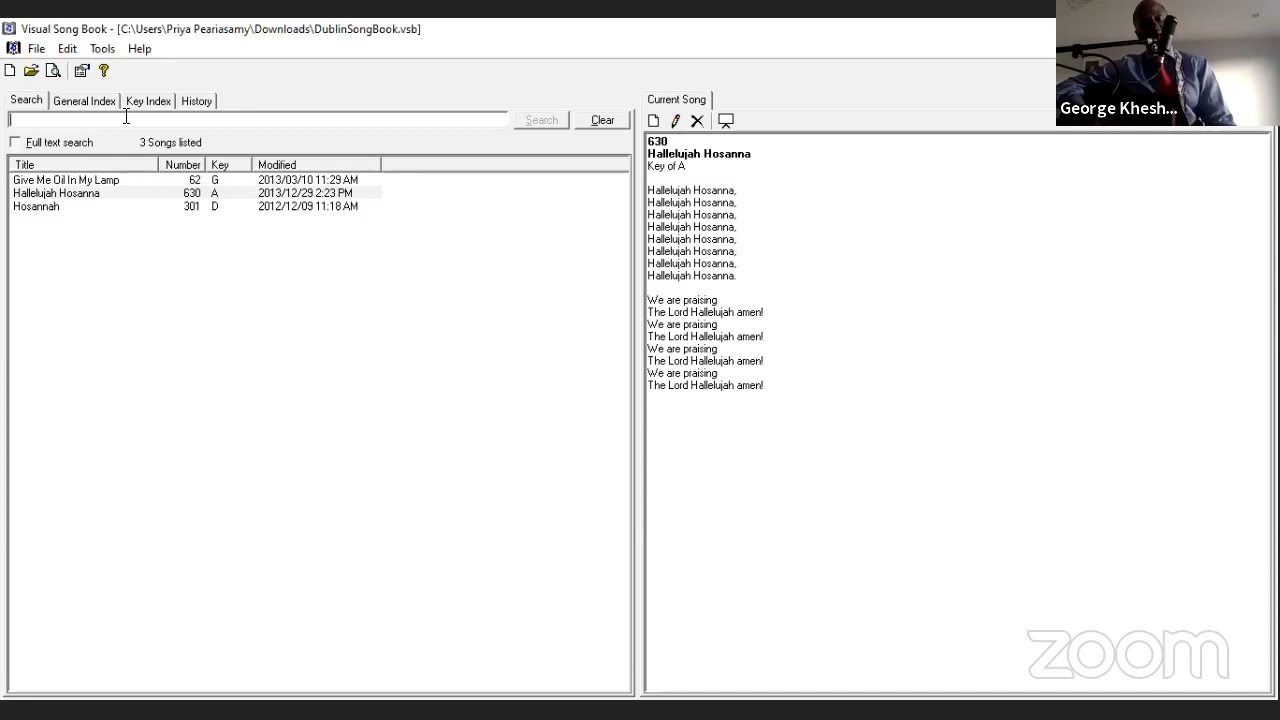 Visual Song Book - [C:\Users\Priya Peariasamy\Downloads\DublinSongBook.vsb]
File Edit Tools Help
Search General Index Key Index History
Search Clear
Full text search 3 Songs listed
Title Number Key Modified
Give Me Oil In My Lamp 62 G 2013/03/10 11:29 AM
Hallelujah Hosanna 630 A 2013/12/29 2:23 PM
Hosannah 301 D 2012/12/09 11:18 AM
Current Song
630
Hallelujah Hosanna
Key of A
Hallelujah Hosanna,
Hallelujah Hosanna,
Hallelujah Hosanna,
Hallelujah Hosanna,
Hallelujah Hosanna,
Hallelujah Hosanna,
Hallelujah Hosanna,
Hallelujah Hosanna.
We are praising
The Lord Hallelujah amen!
We are praising
The Lord Hallelujah amen!
We are praising
The Lord Hallelujah amen!
We are praising
The Lord Hallelujah amen!
George Khesh...
zoom